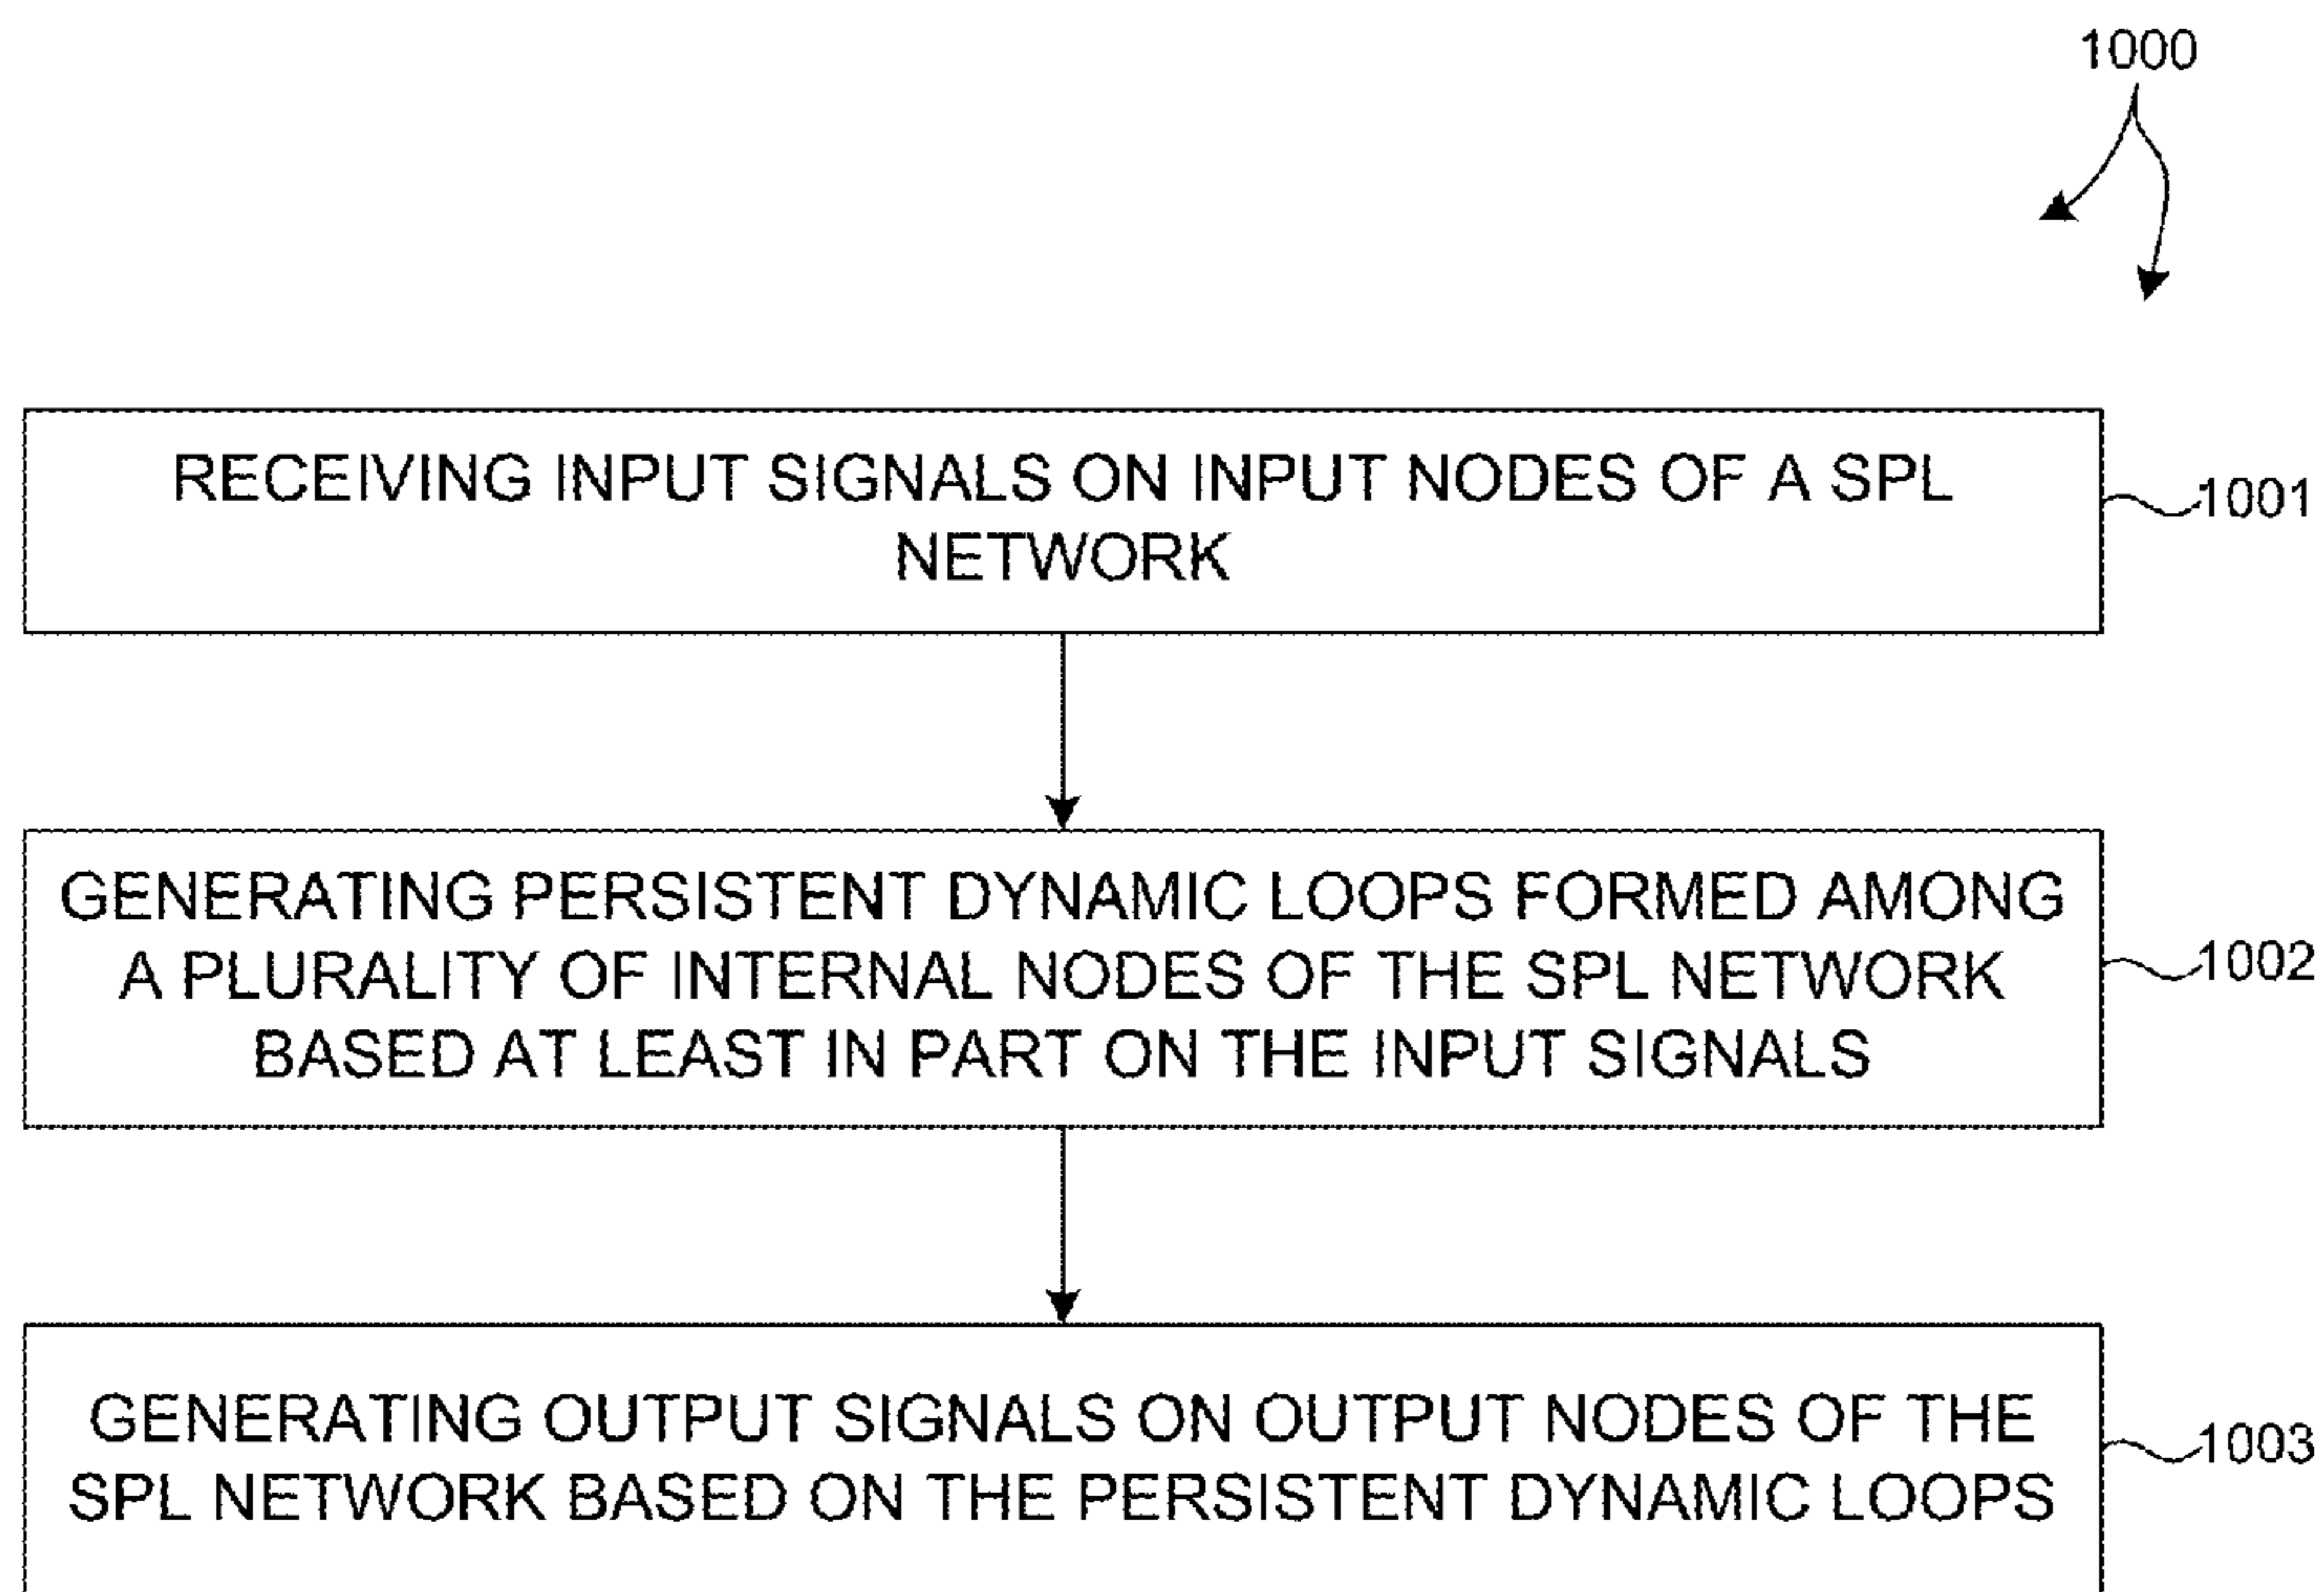 1000
RECEIVING INPUT SIGNALS ON INPUT NODES OF A SPL
NETWORK
1001
GENERATING PERSISTENT DYNAMIC LOOPS FORMED AMONG
A PLURALITY OF INTERNAL NODES OF THE SPL NETWORK
BASED AT LEAST IN PART ON THE INPUT SIGNALS
1002
GENERATING OUTPUT SIGNALS ON OUTPUT NODES OF THE
SPL NETWORK BASED ON THE PERSISTENT DYNAMIC LOOPS
1003